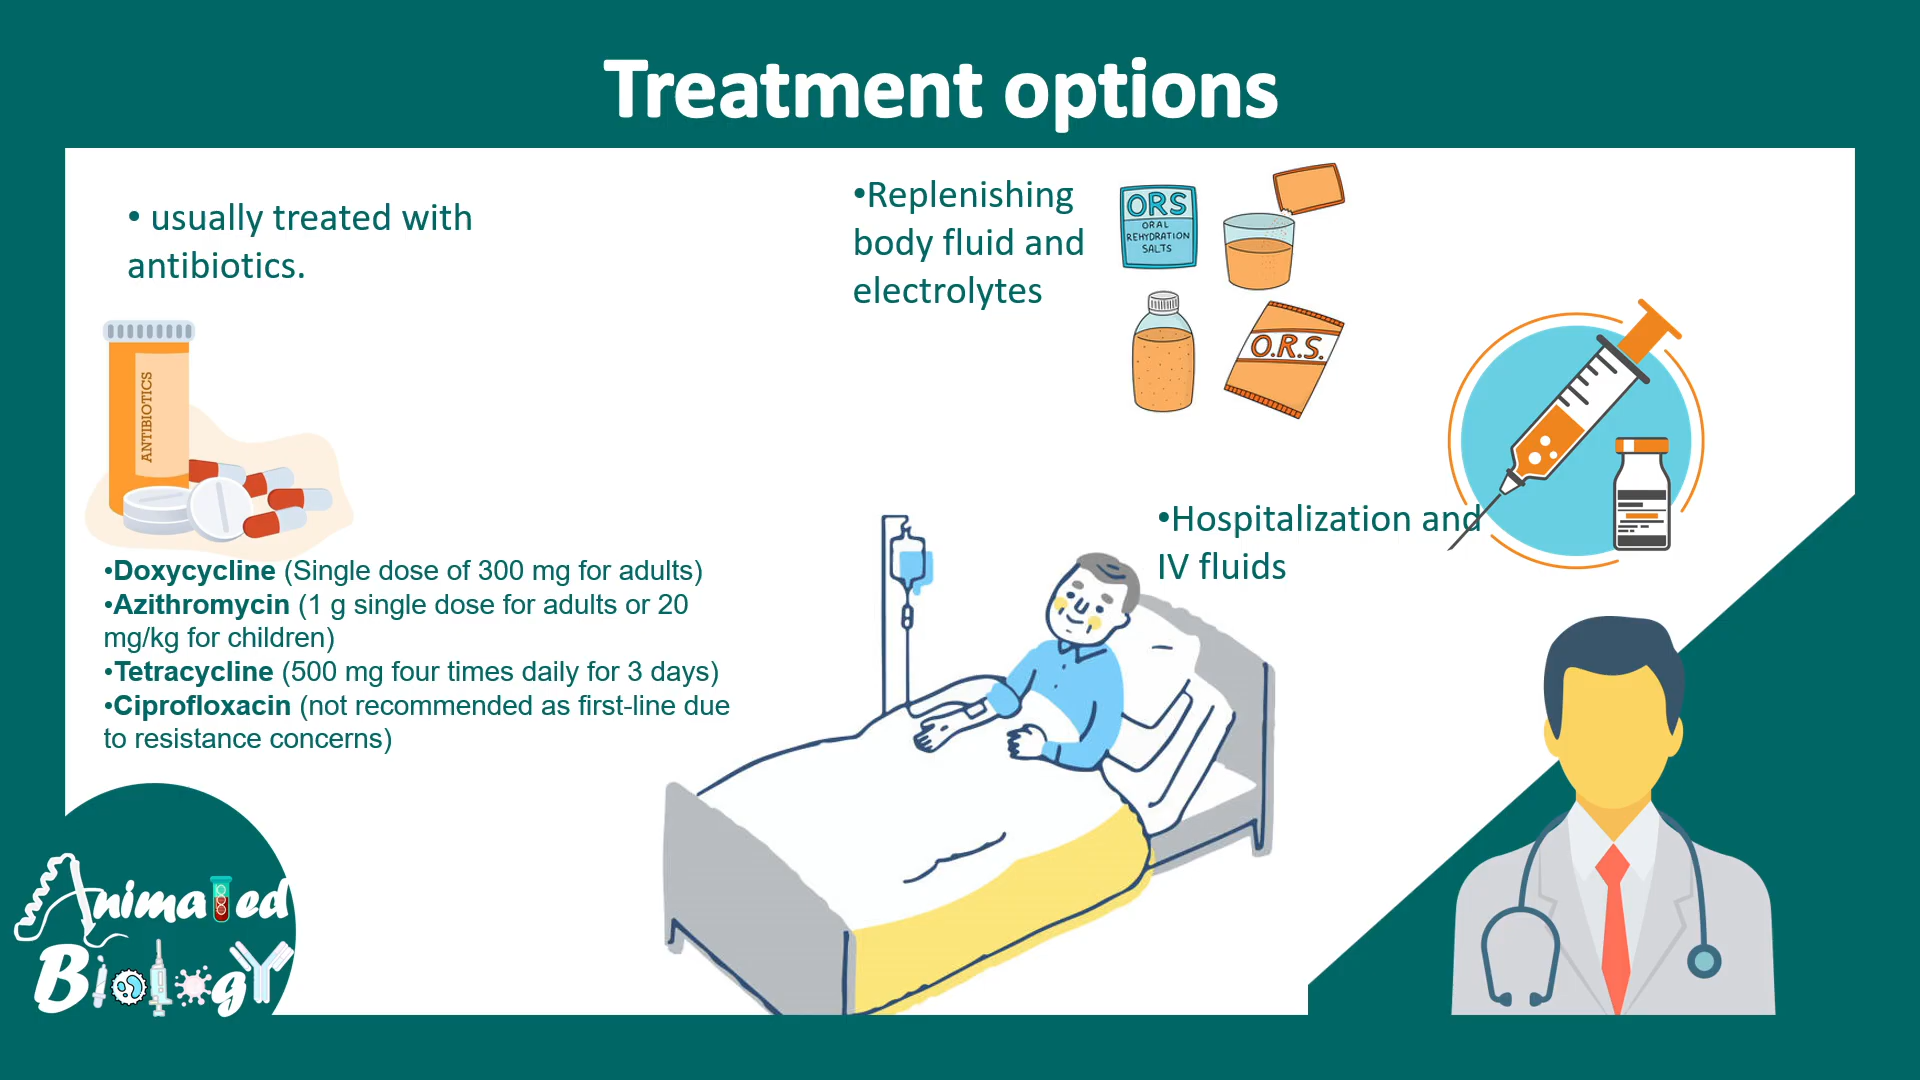 Treatment options
• usually treated with
antibiotics.
ANTIBIOTICS
•Doxycycline (Single dose of 300 mg for adults)
•Azithromycin (1 g single dose for adults or 20
mg/kg for children)
•Tetracycline (500 mg four times daily for 3 days)
•Ciprofloxacin (not recommended as first-line due
to resistance concerns)
•Replenishing
body fluid and
electrolytes
ORS
ORAL
REHYDRATION
SALTS
O.R.S.
•Hospitalization and
IV fluids
Animated
Biology